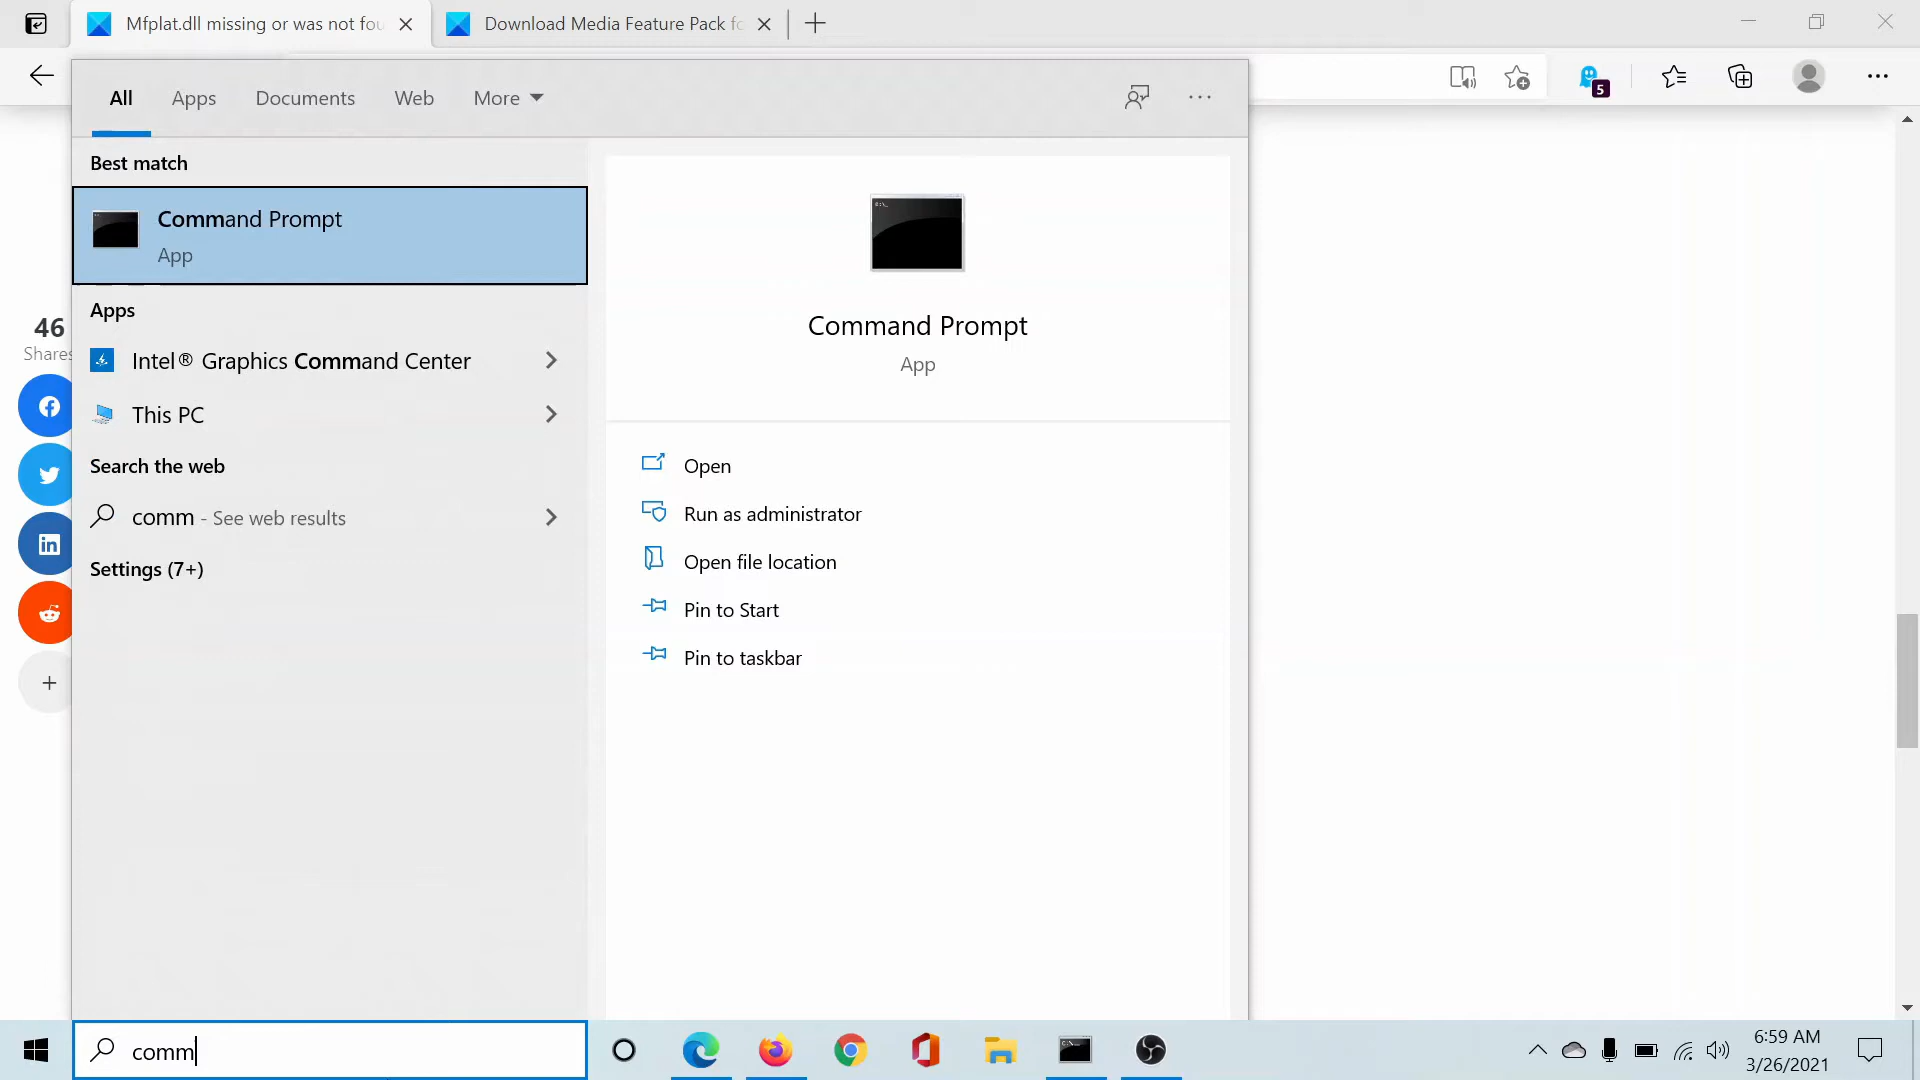 Mfplat.dll missing or was not fou
Download Media Feature Pack fo
All
Apps
Documents
Web
More
5
Best match
Command Prompt
App
Apps
Intel® Graphics Command Center
This PC
Search the web
comm - See web results
Settings (7+)
Command Prompt
App
Open
Run as administrator
Open file location
Pin to Start
Pin to taskbar
46
Shares
comm
6:59 AM
3/26/2021